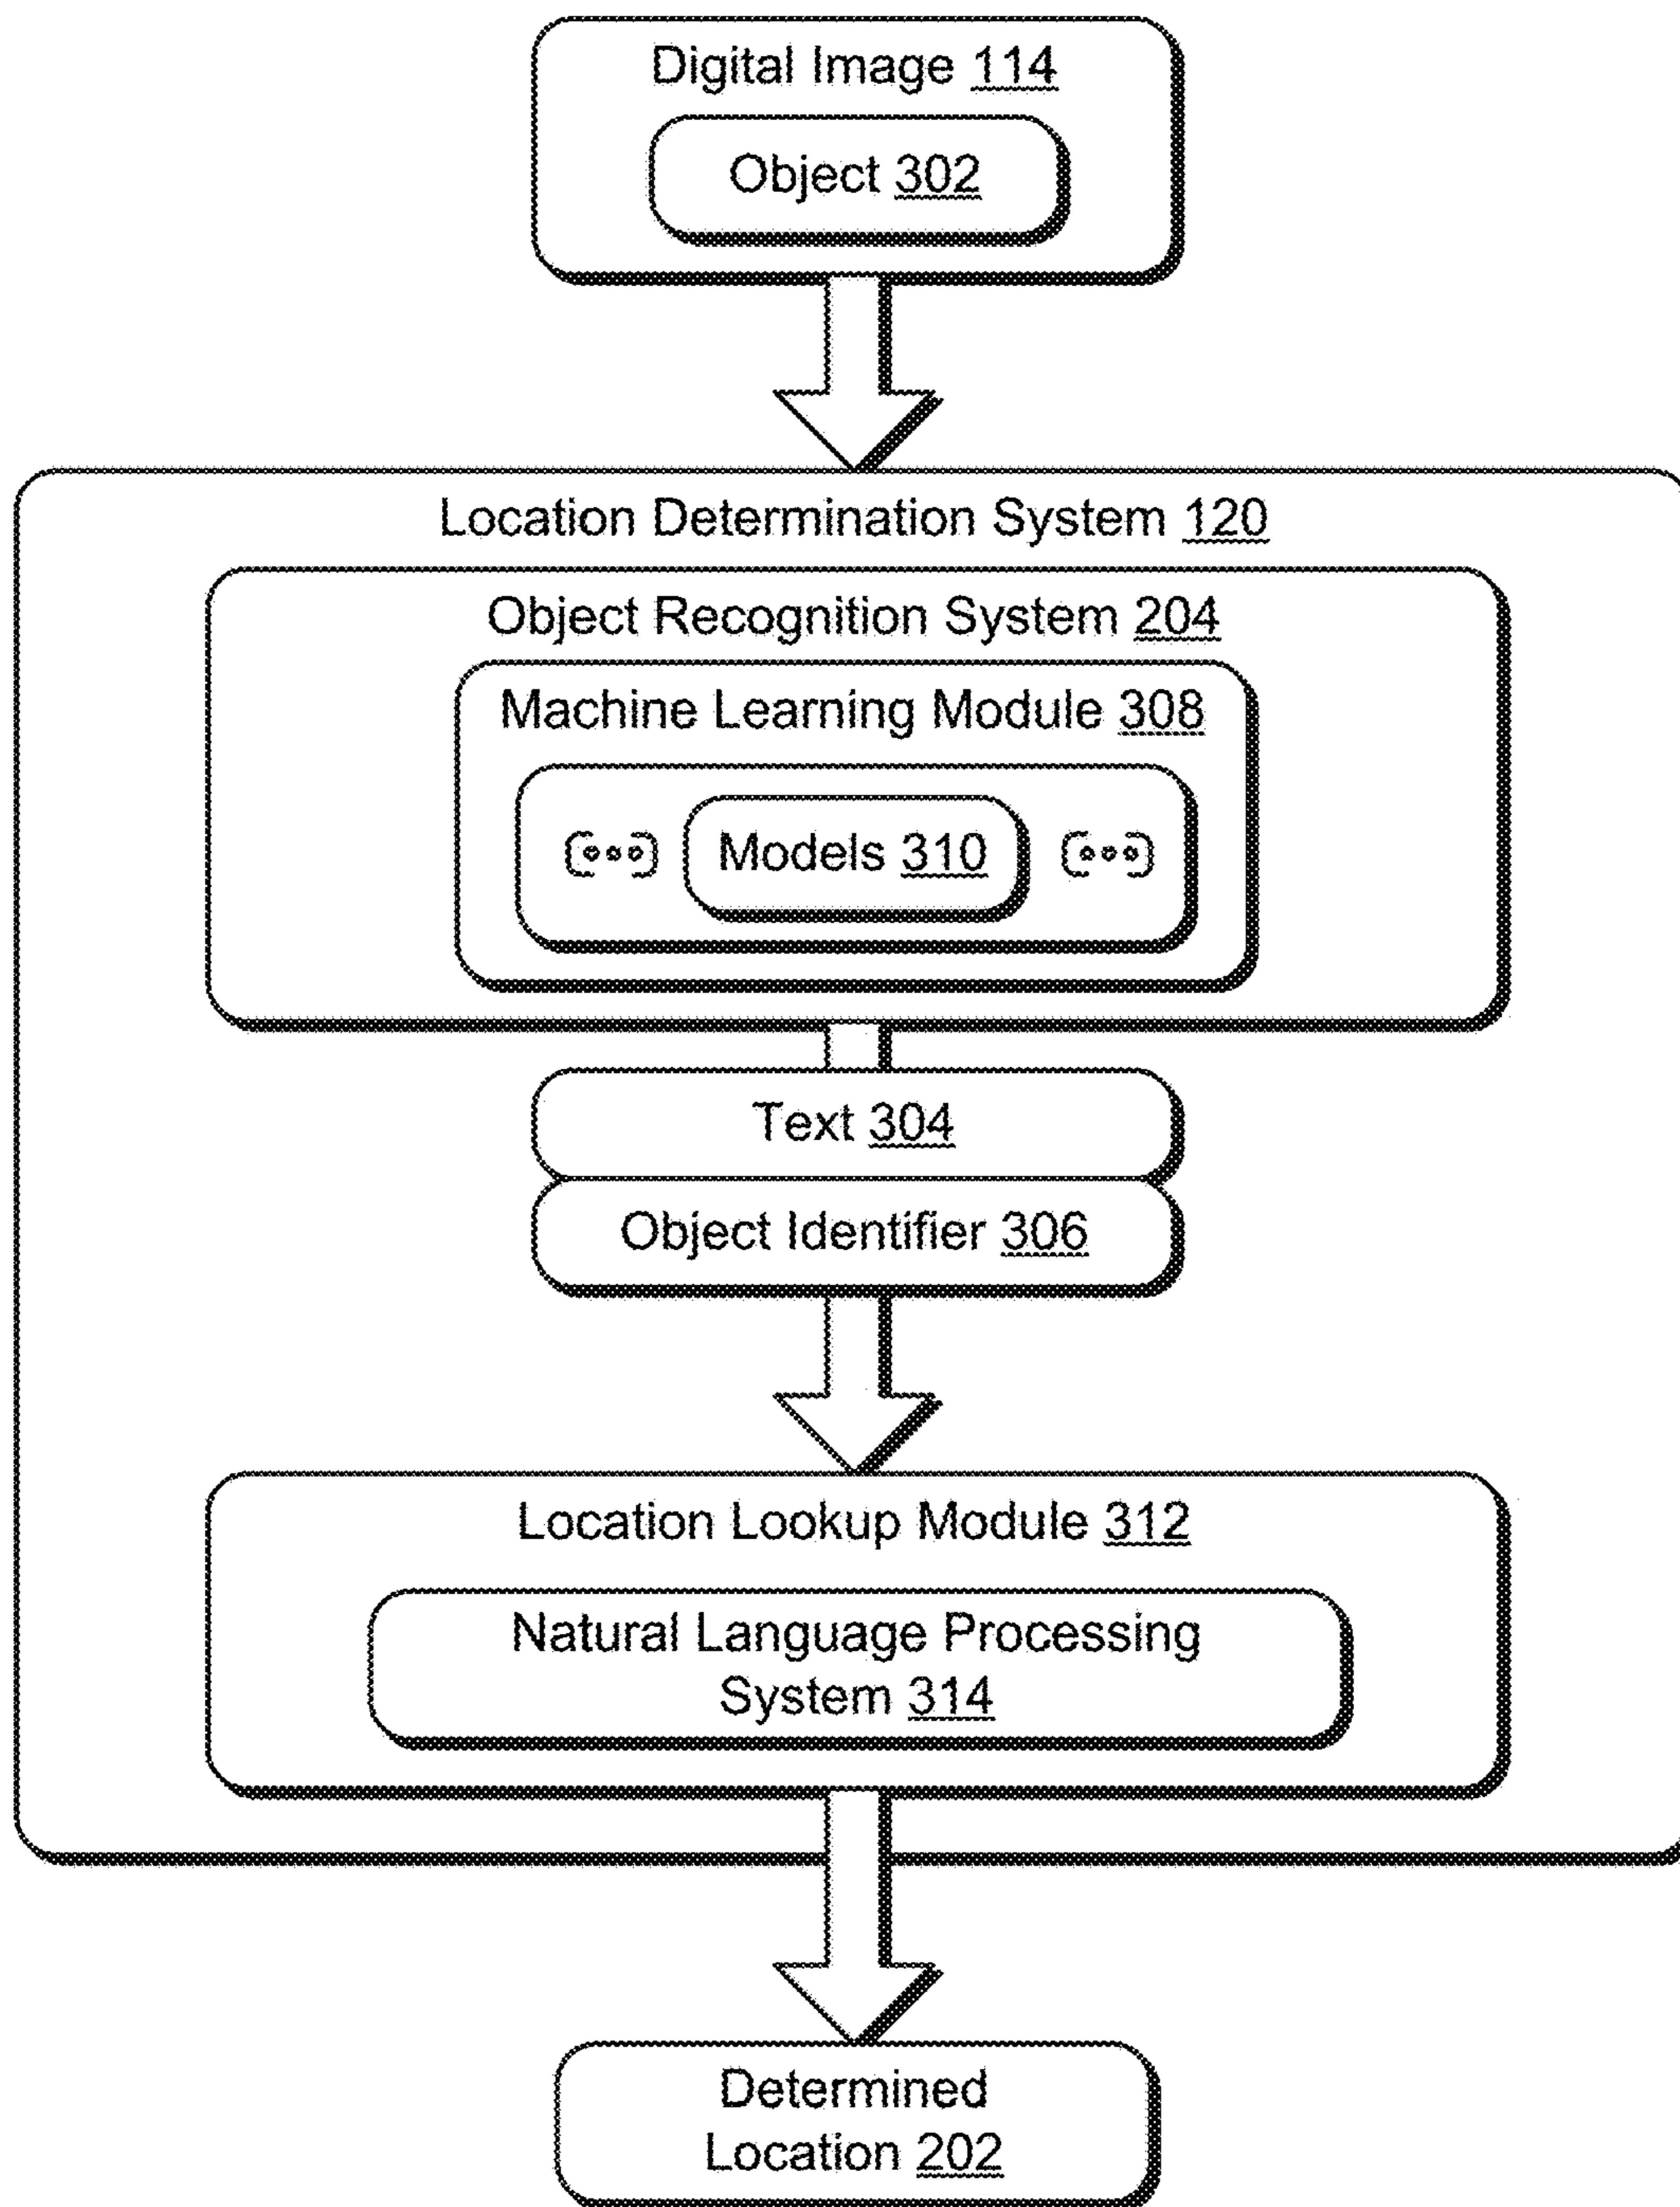 Digital Image 114
Object 302
Location Determination System 120
Object Recognition System 204
Machine Learning Module 308
Models 310
Text 304
Object Identifier 306
Location Lookup Module 312
Natural Language Processing
System 314
Determined
Location 202